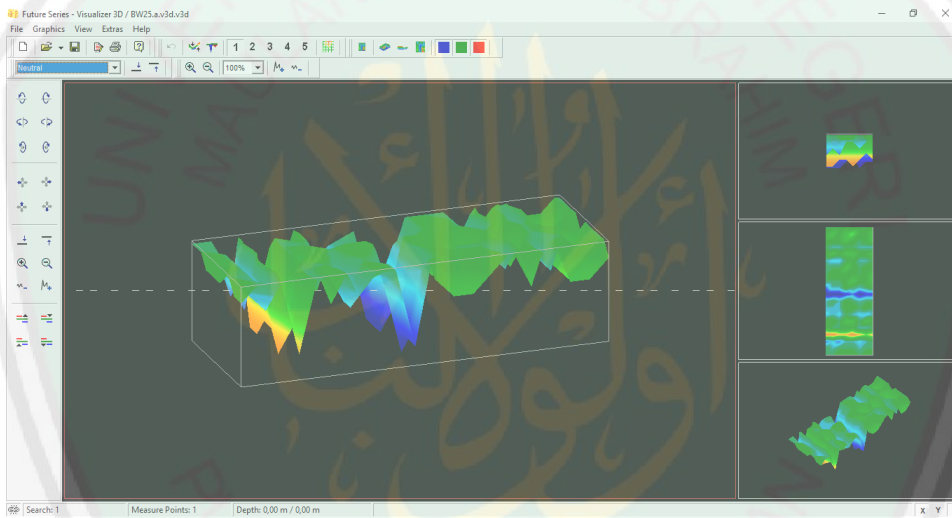 Future Series - Visualizer 3D / BW25.a.v3d.v3d
File Graphics View Extras Help
1 2 3 4 5
Neutral 100%
Search: 1 Measure Points: 1 Depth: 0,00 m / 0,00 m X Y